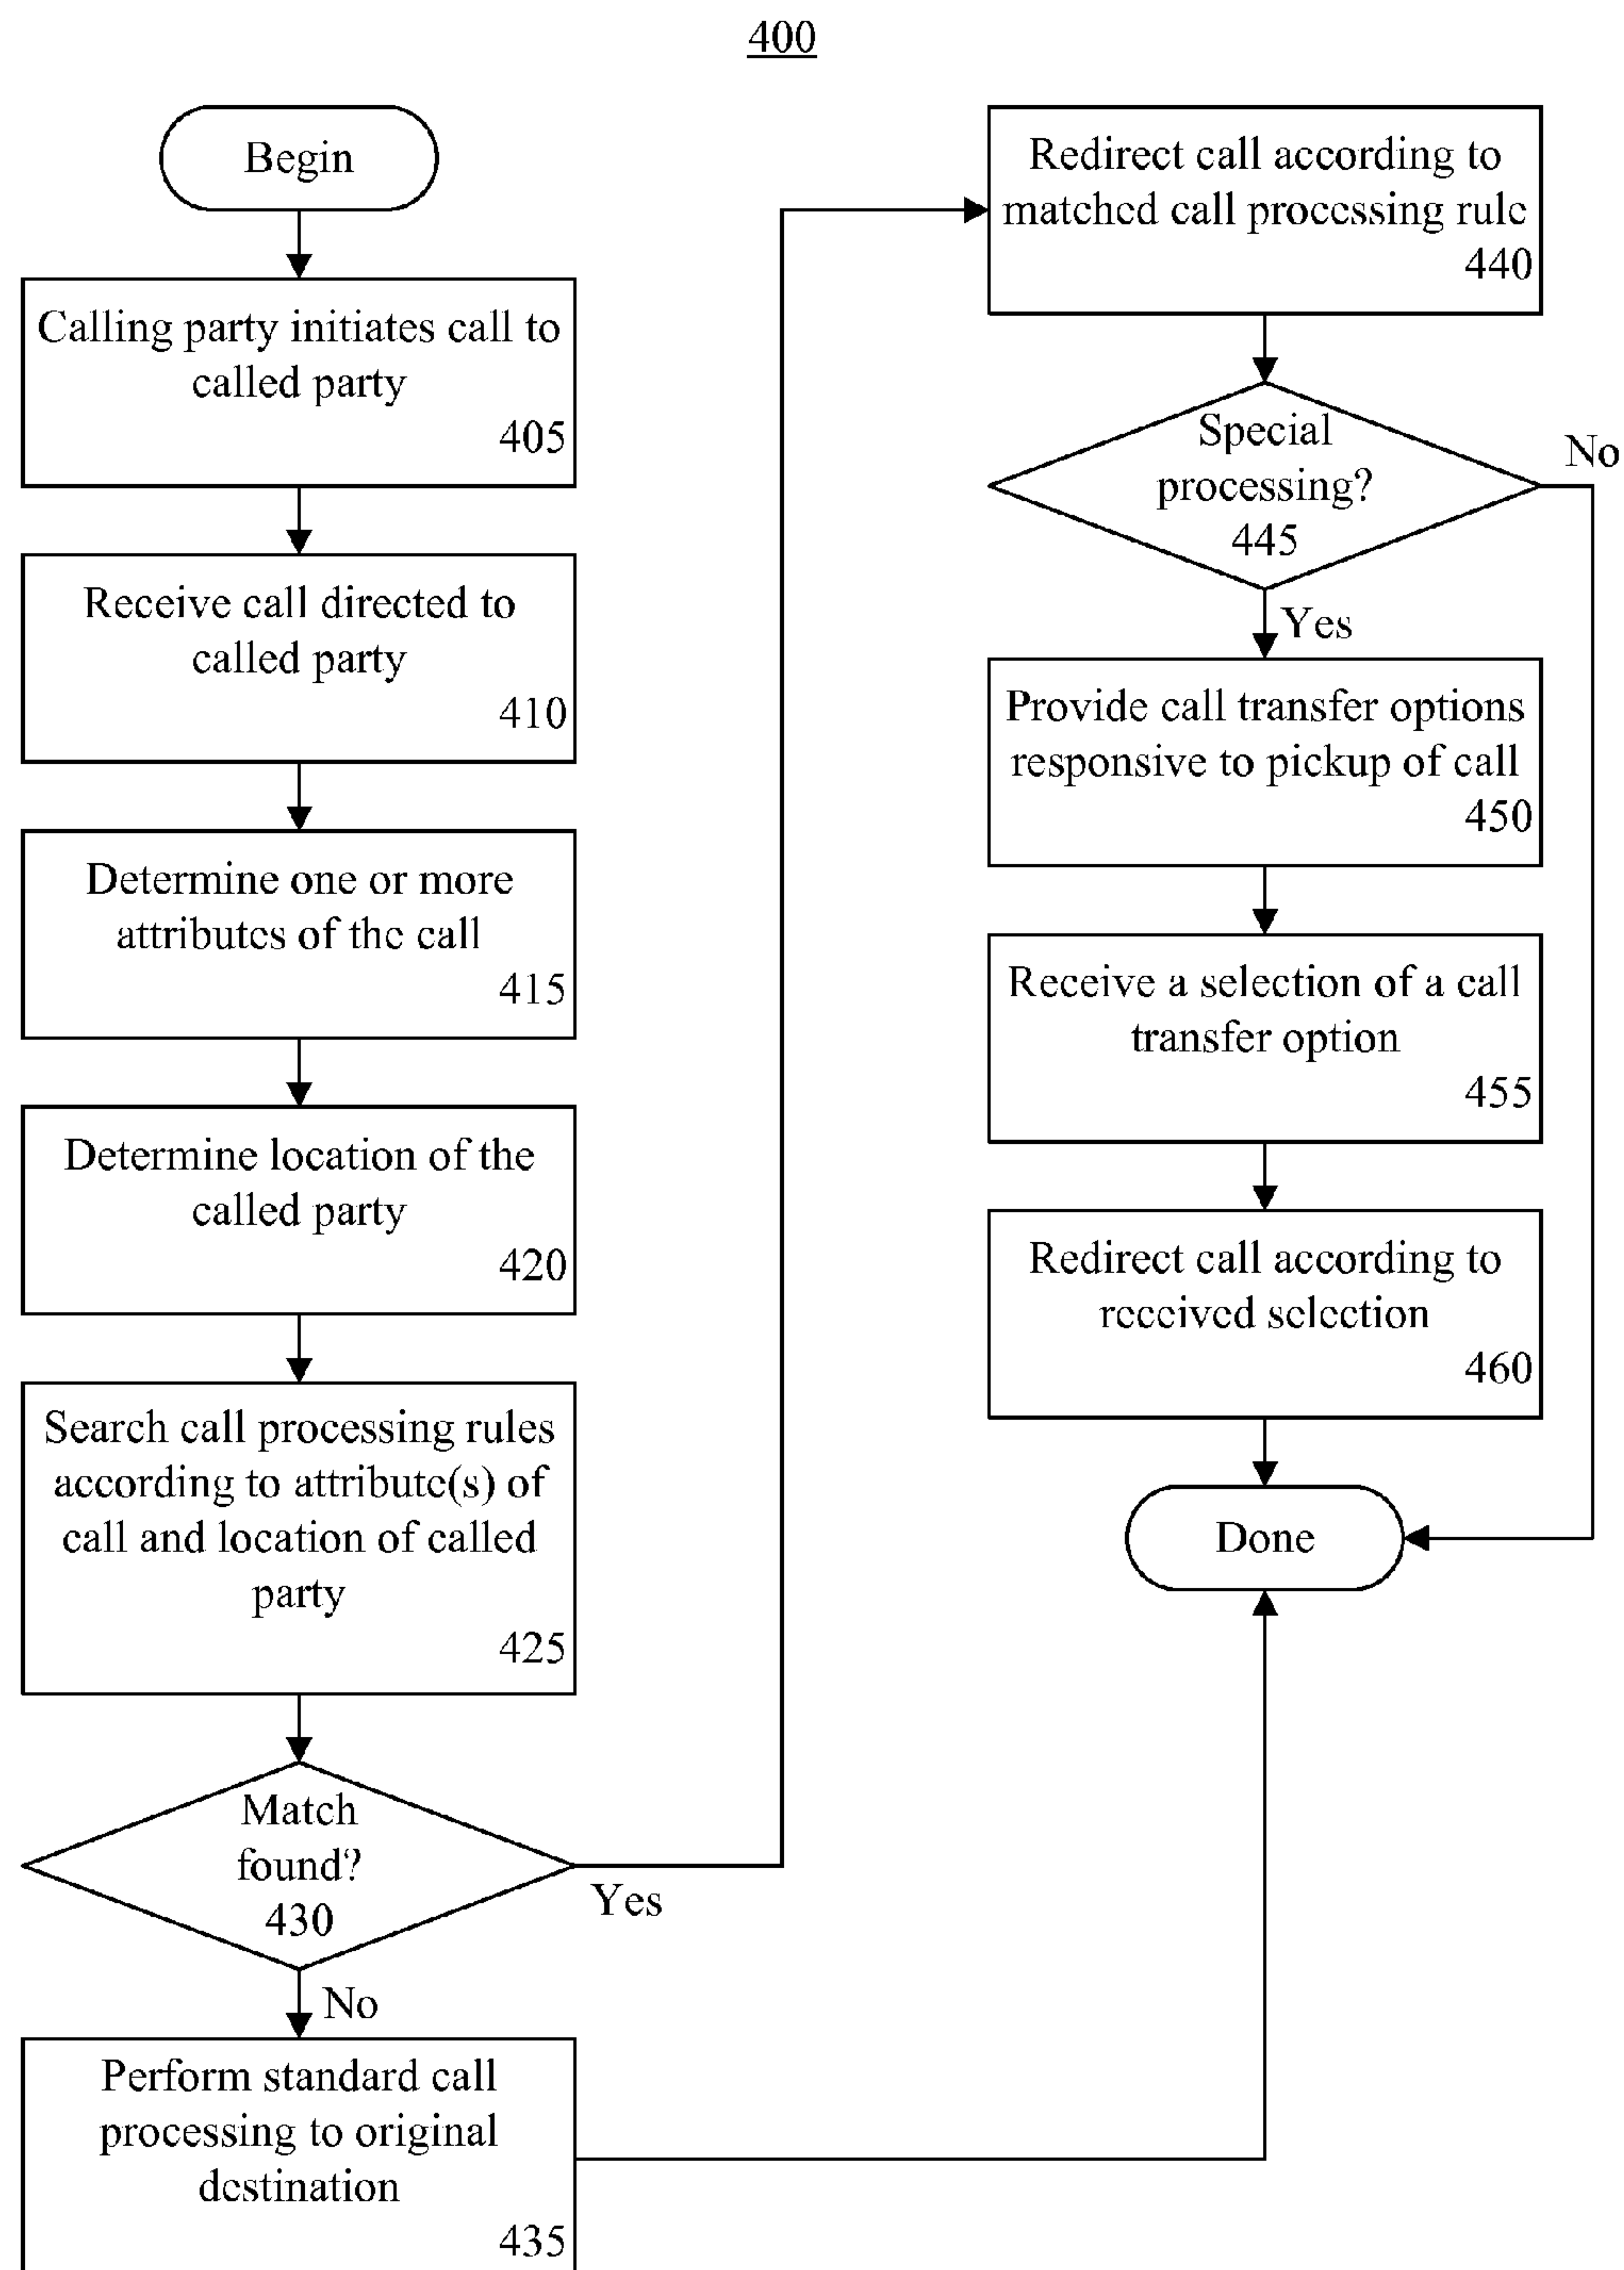 400
Begin
Calling party initiates call to
called party
405
Receive call directed to
called party
410
Determine one or more
attributes of the call
415
Determine location of the
called party
420
Search call processing rules
according to attribute(s) of
call and location of called
party
425
Match
found?
430
Yes
No
Perform standard call
processing to original
destination
435
Redirect call according to
matched call processing rule
440
Special
processing?
445
No
Yes
Provide call transfer options
responsive to pickup of call
450
Receive a selection of a call
transfer option
455
Redirect call according to
received selection
460
Done